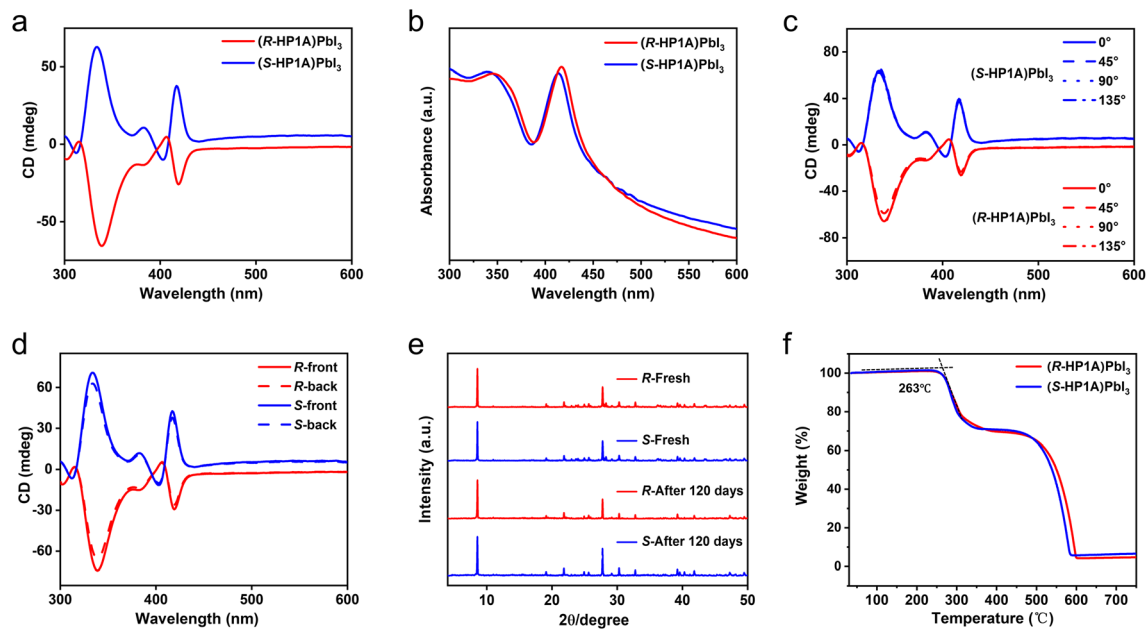 a
(R-HP1A)PbI₃
(S-HP1A)PbI₃
50
0
-50
CD (mdeg)
300 400 500 600
Wavelength (nm)
b
(R-HP1A)PbI₃
(S-HP1A)PbI₃
Absorbance (a.u.)
300 350 400 450 500 550 600
Wavelength (nm)
c
0°
45°
(S-HP1A)PbI₃
90°
135°
0°
45°
(R-HP1A)PbI₃
90°
135°
80
40
0
-40
-80
CD (mdeg)
300 400 500 600
Wavelength (nm)
d
R-front
R-back
S-front
S-back
60
30
0
-30
-60
CD (mdeg)
300 400 500 600
Wavelength (nm)
e
R-Fresh
S-Fresh
R-After 120 days
S-After 120 days
Intensity (a.u.)
10 20 30 40 50
2θ/degree
f
(R-HP1A)PbI₃
(S-HP1A)PbI₃
263℃
100
80
60
40
20
0
Weight (%)
100 200 300 400 500 600 700
Temperature (℃)